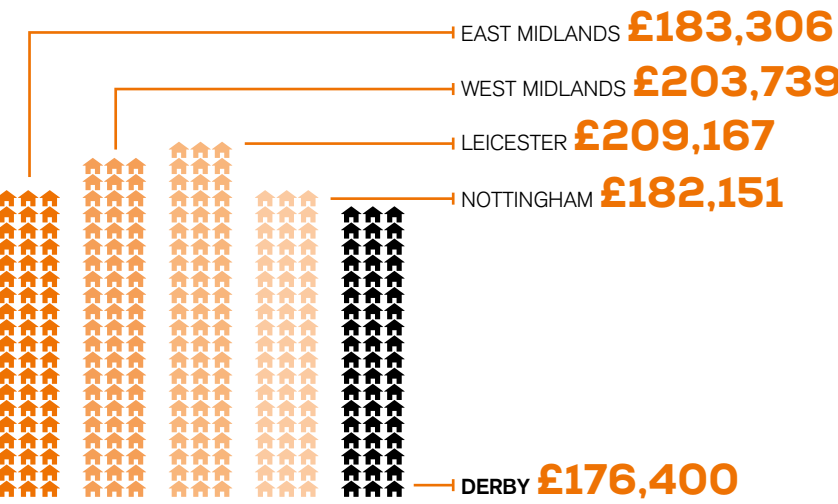 EAST MIDLANDS £183,306
WEST MIDLANDS £203,739
LEICESTER £209,167
NOTTINGHAM £182,151
DERBY £176,400